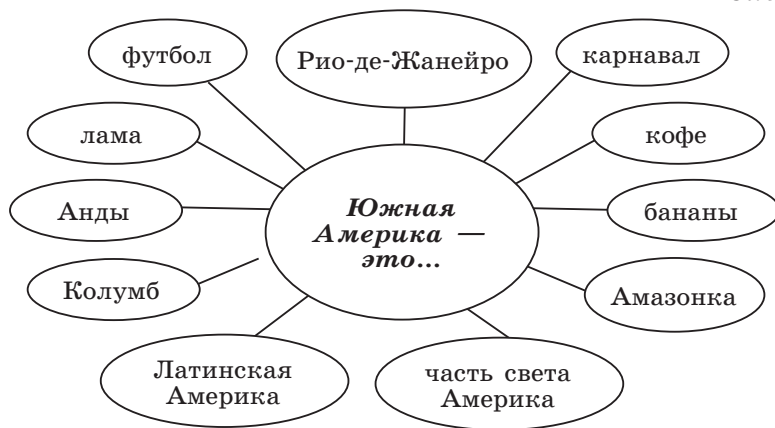 футбол
Рио-де-Жанейро
карнавал
лама
кофе
Анды
Южная
Америка —
это...
бананы
Колумб
Амазонка
Латинская
Америка
часть света
Америка